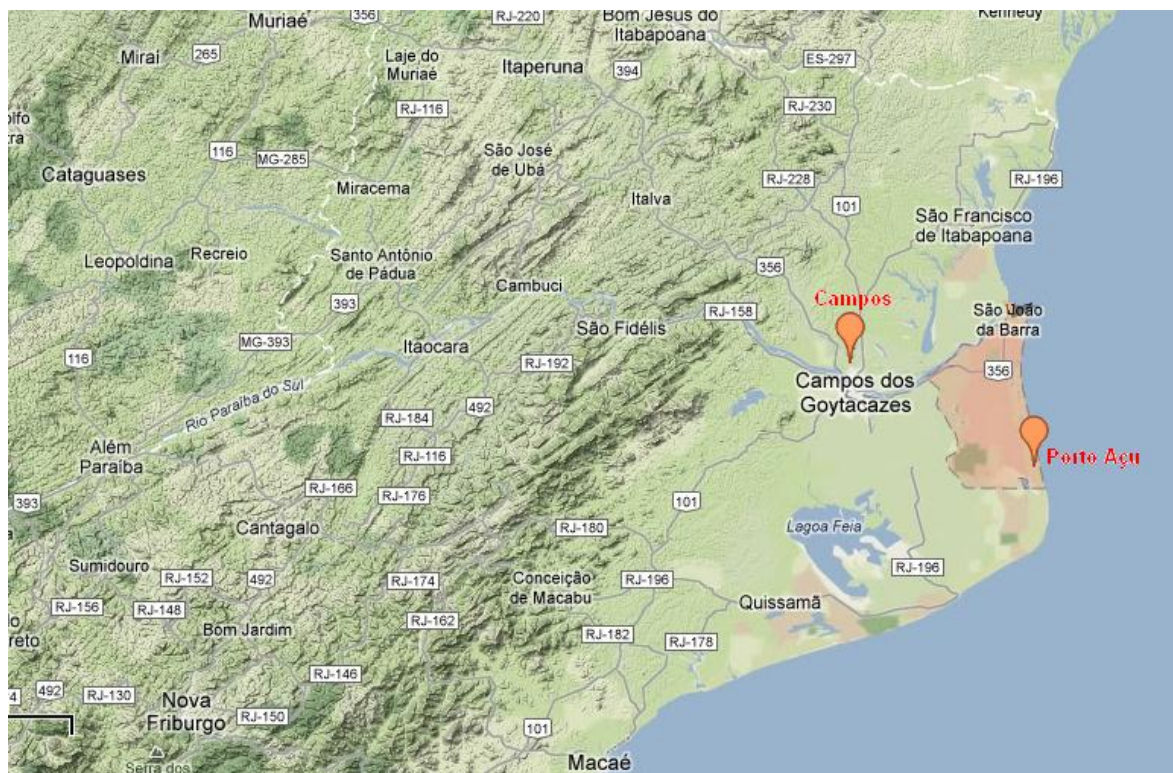 Muriaé
356
RJ-220
Bom Jesus do
Itabapoana
Kennedy
Miraí
265
Laje do
Muriaé
Itaperuna
394
ES-297
RJ-116
RJ-230
116
MG-285
São José
de Ubá
Cataguases
Miracema
RJ-228
RJ-196
Italva
101
São Francisco
de Itabapoana
Leopoldina
Recreio
Santo Antônio
de Pádua
356
393
Cambuci
Campos
São João
da Barra
RJ-158
São Fidélis
MG-393
116
Itaocara
RJ-192
356
Campos dos
Goytacazes
Rio Paraíba do Sul
492
RJ-184
Além
Paraíba
RJ-116
Porto Açu
RJ-166
RJ-176
393
101
Cantagalo
RJ-180
Lagoa Feia
Sumidouro
RJ-152
492
RJ-174
Conceição
de Macabu
RJ-196
RJ-196
RJ-156
RJ-148
Quissamã
Bom Jardim
RJ-162
RJ-182
RJ-178
RJ-146
492
RJ-130
Nova
Friburgo
RJ-150
101
Macaé
Serra dos